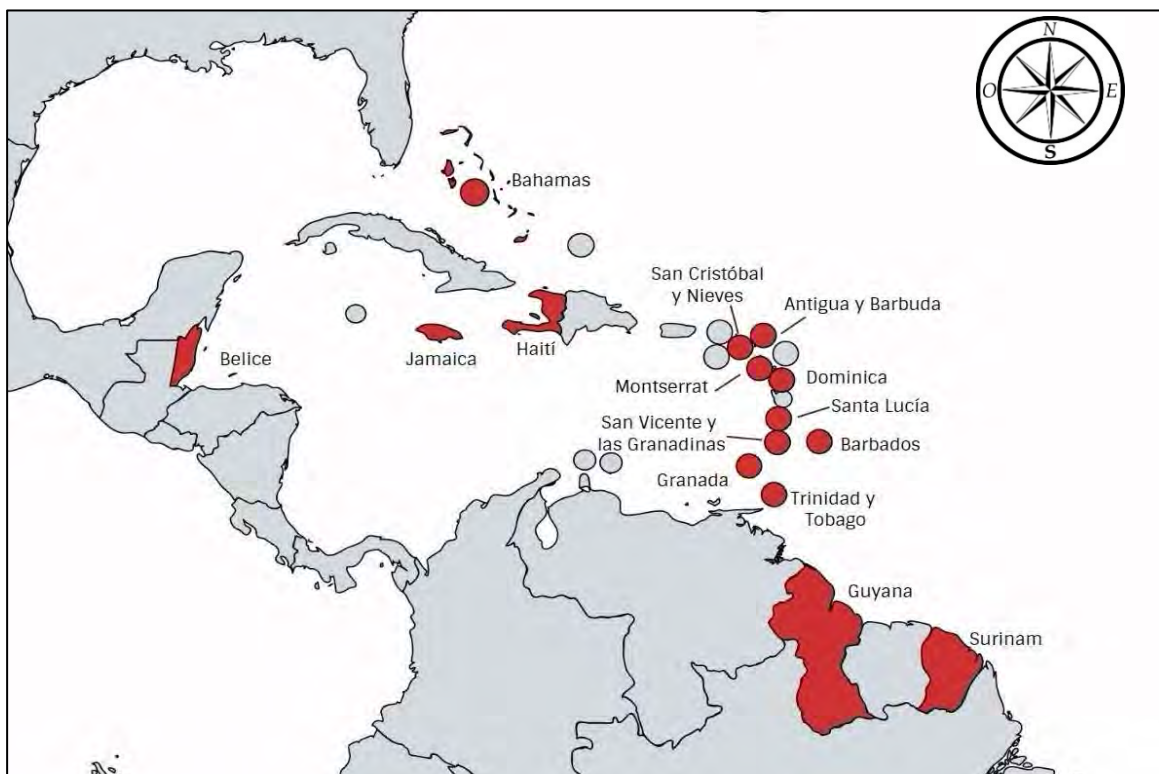 N
O
E
S
Bahamas
San Cristóbal
y Nieves
Antigua y Barbuda
Belice
Jamaica
Haití
Montserrat
Dominica
Santa Lucía
San Vicente y
las Granadinas
Barbados
Granada
Trinidad y
Tobago
Guyana
Surinam